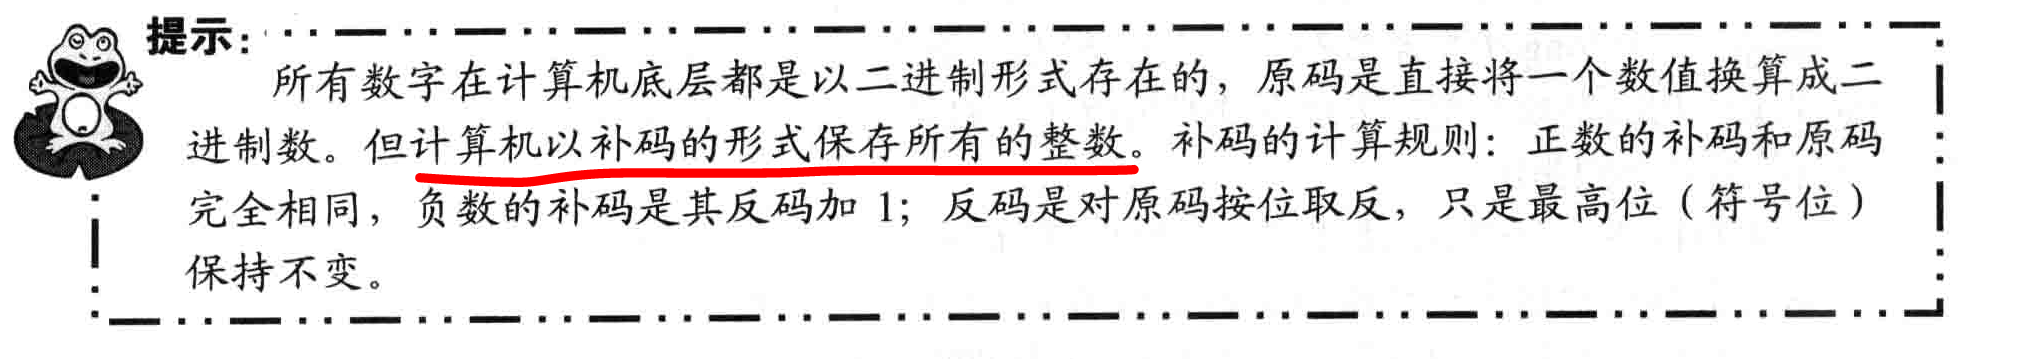 提示:
所有数字在计算机底层都是以二进制形式存在的，原码是直接将一个数值换算成二
进制数。但计算机以补码的形式保存所有的整数。补码的计算规则：正数的补码和原码
完全相同，负数的补码是其反码加 1；反码是对原码按位取反，只是最高位（符号位）
保持不变。